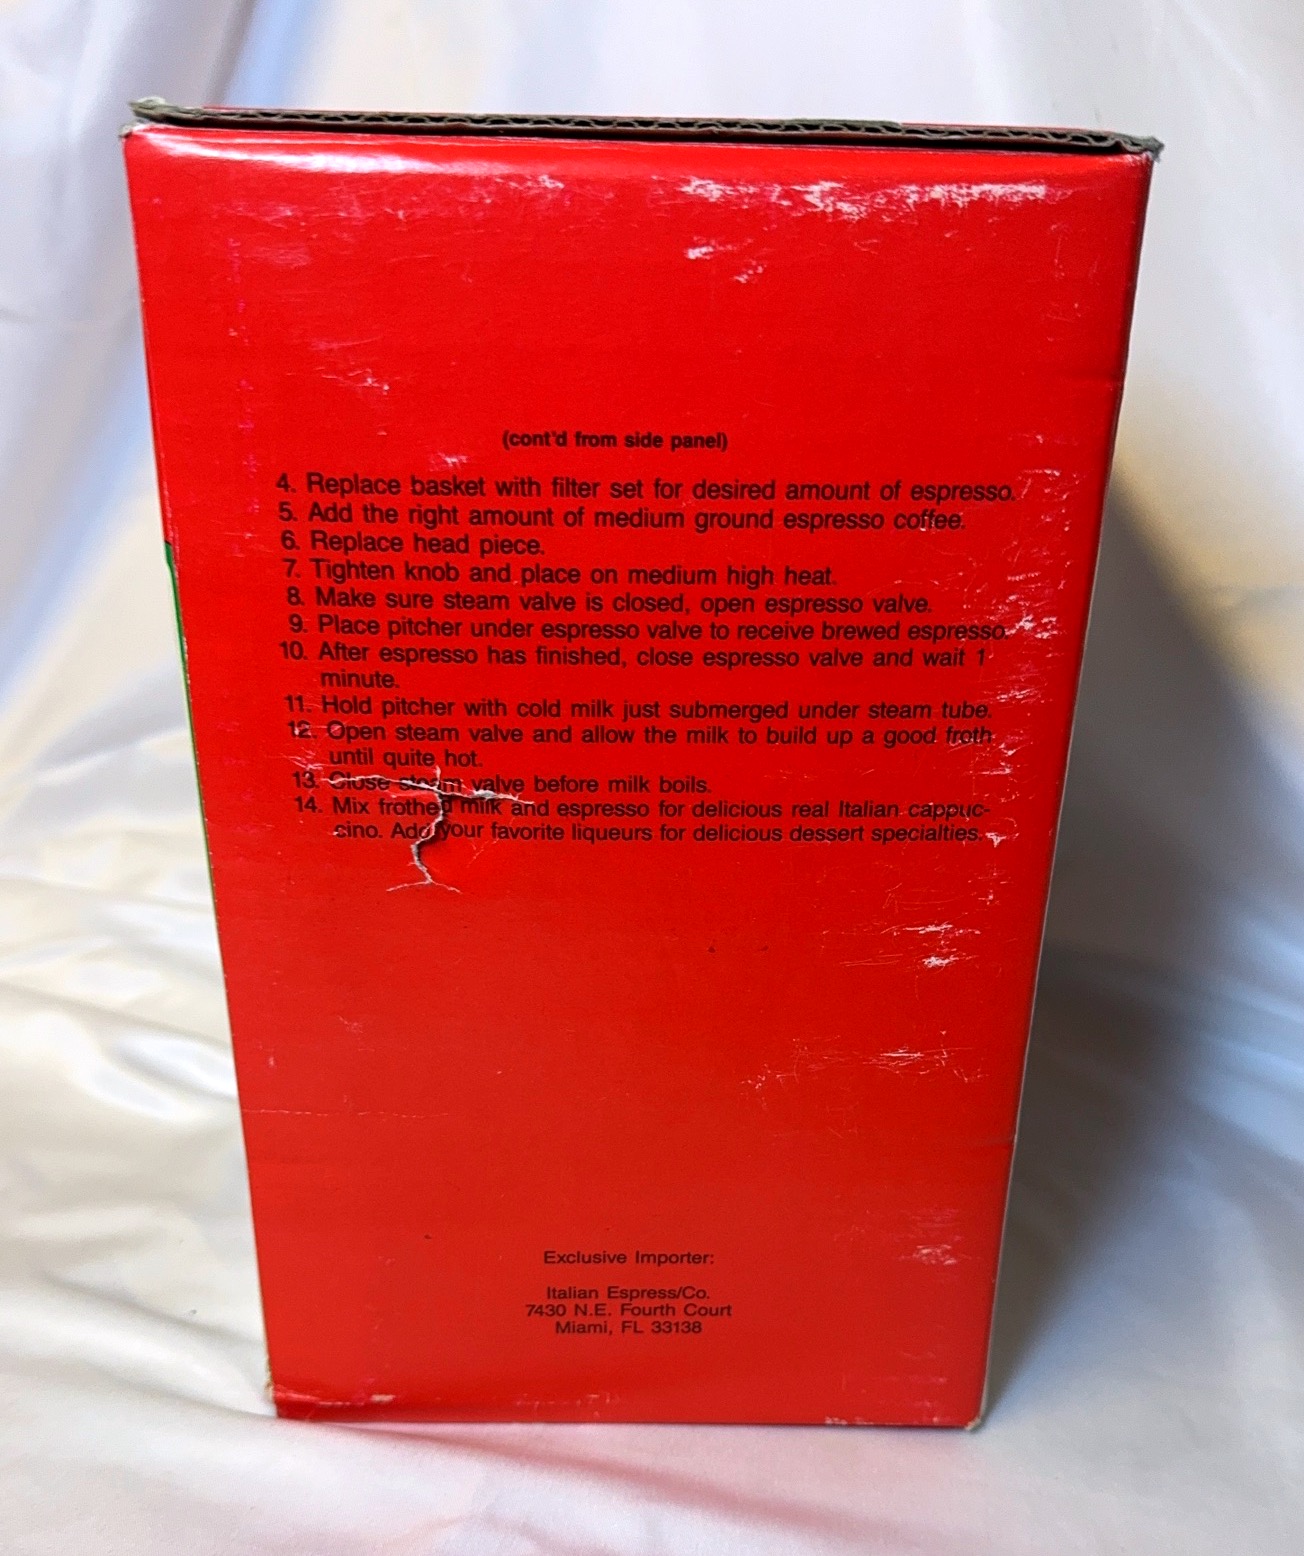 (cont'd from side panel)
4. Replace basket with filter set for desired amount of espresso.
5. Add the right amount of medium ground espresso coffee.
6. Replace head piece.
7. Tighten knob and place on medium high heat.
8. Make sure steam valve is closed, open espresso valve.
9. Place pitcher under espresso valve to receive brewed espresso.
10. After espresso has finished, close espresso valve and wait 1
minute.
11. Hold pitcher with cold milk just submerged under steam tube.
12. Open steam valve and allow the milk to build up a good froth
until quite hot.
13. Close steam valve before milk boils.
14. Mix frothed milk and espresso for delicious real Italian cappuc-
cino. Add your favorite liqueurs for delicious dessert specialties.
Exclusive Importer:
Italian Espress/Co.
7430 N.E. Fourth Court
Miami, FL 33138